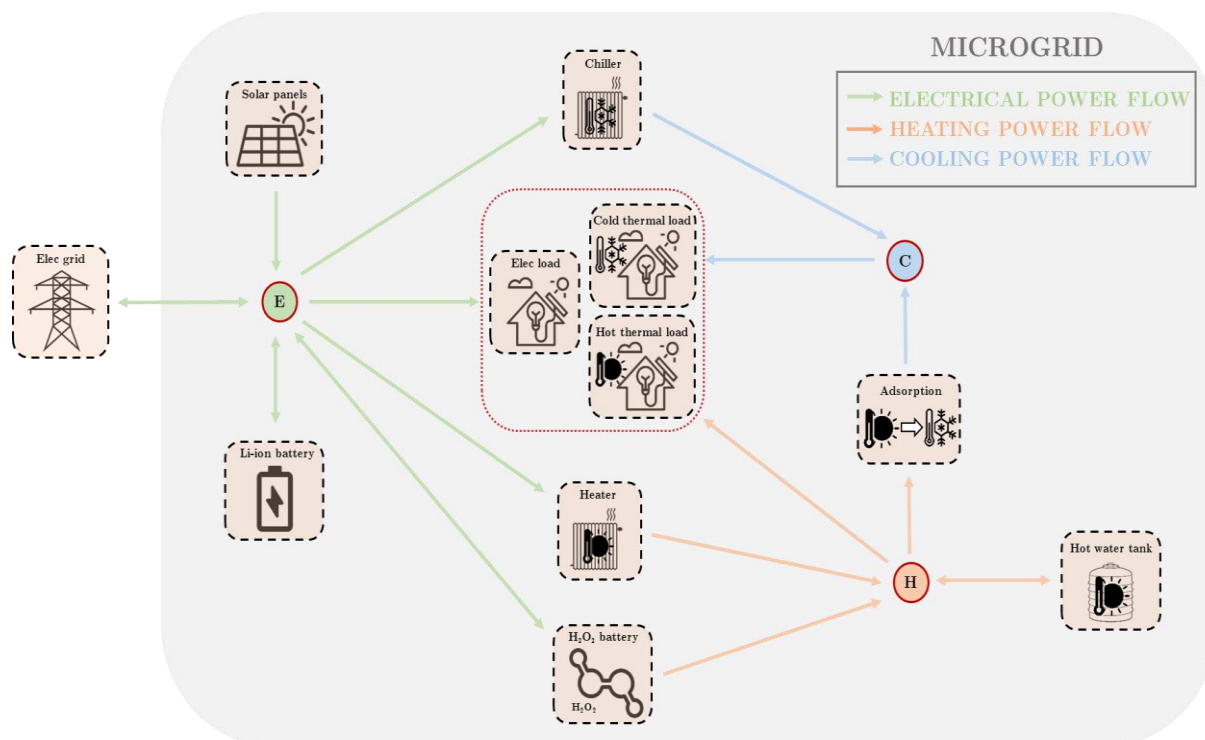 MICROGRID
ELECTRICAL POWER FLOW
HEATING POWER FLOW
COOLING POWER FLOW
Solar panels
Chiller
Elec grid
E
Elec load
Cold thermal load
Hot thermal load
C
Adsorption
Li-ion battery
Heater
H
Hot water tank
H₂O₂ battery
H₂O₂